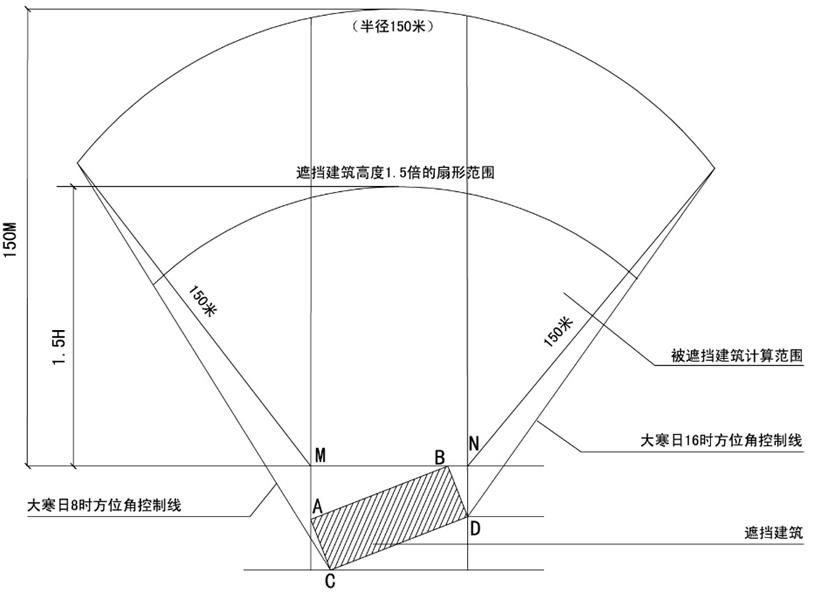 （半径150米）
遮挡建筑高度1.5倍的扇形范围
150M
1.5H
150米
150米
被遮挡建筑计算范围
大寒日16时方位角控制线
M
N
B
大寒日8时方位角控制线
A
D
遮挡建筑
C